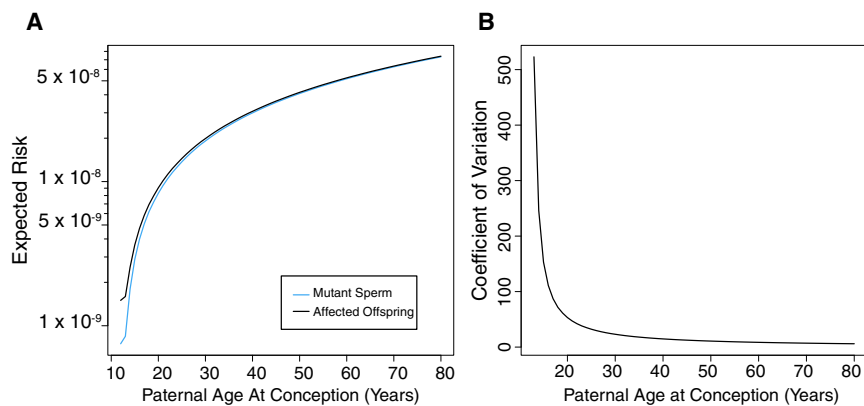 A
Expected Risk
5 x 10⁻⁸
1 x 10⁻⁸
5 x 10⁻⁹
1 x 10⁻⁹
Mutant Sperm
Affected Offspring
10 20 30 40 50 60 70 80
Paternal Age At Conception (Years)
B
Coefficient of Variation
500
400
300
200
100
0
20 30 40 50 60 70 80
Paternal Age at Conception (Years)